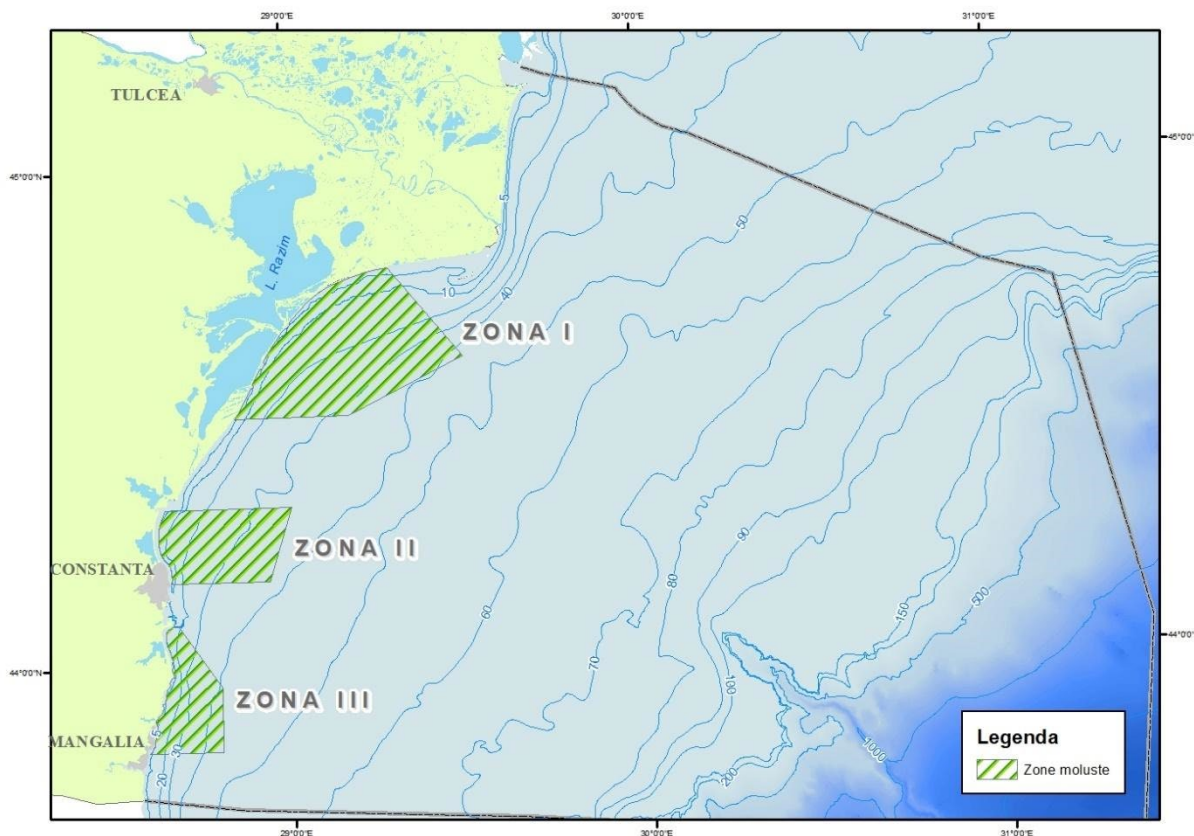 29°0'0"E
30°0'0"E
31°0'0"E
TULCEA
45°0'0"N
45°0'0"N
5
50
L. Razim
10
40
ZONA I
ZONA II
CONSTANTA
90
80
60
150
500
70
100
44°0'0"N
44°0'0"N
ZONA III
5
MANGALIA
30
20
200
1000
Legenda
Zone moluste
29°0'0"E
30°0'0"E
31°0'0"E